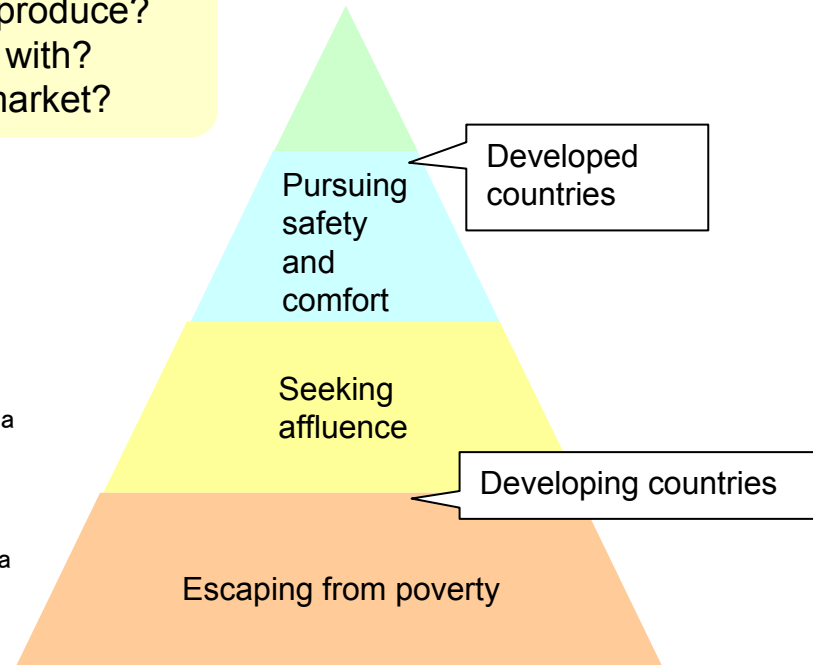 produce?
with?
market?
Developed
countries
Pursuing
safety
and
comfort
Seeking
affluence
a
Developing countries
a
Escaping from poverty